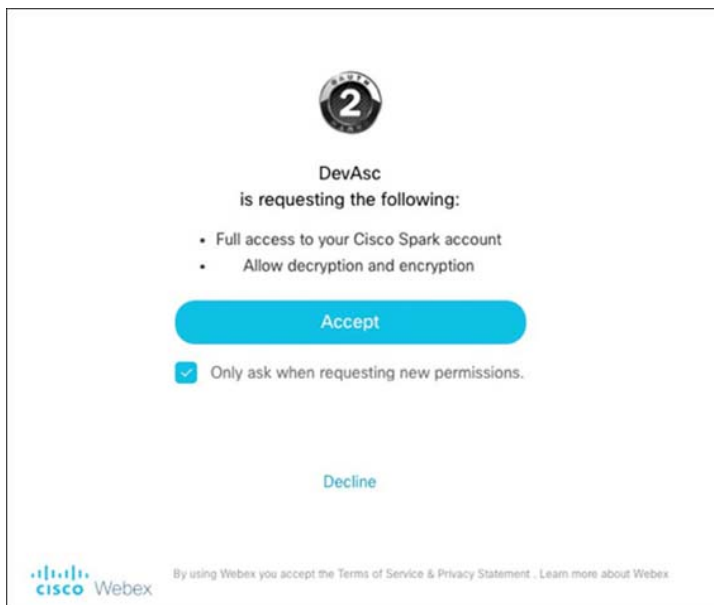 OAUTH
2
DevAsc
is requesting the following:
• Full access to your Cisco Spark account
• Allow decryption and encryption
Accept
Only ask when requesting new permissions.
Decline
CISCO Webex
By using Webex you accept the Terms of Service & Privacy Statement . Learn more about Webex